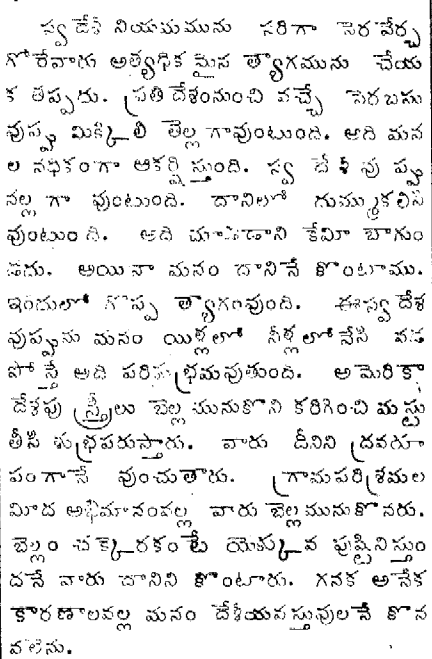 స్వదేశీ నియమమును సరిగా నెరవేర్చ
గోరేవారు అత్యధికమైన త్యాగమును చేయ
క తప్పదు. ప్రతి దేశంనుంచి వచ్చే నెరబసు
వుప్పు మిక్కిలి తెల్లగావుంటుంది. అది మన
ల నధికంగా ఆకర్షిస్తుంది. స్వదేశీ వుప్పు
నల్లగా వుంటుంది. దానిలో గుమ్ముకలిసి
వుంటుంది. అది చూడడాని కేమీ బాగుం
డదు. అయినా మనం దానినే కొంటాము.
ఇందులో గొప్ప త్యాగంవుంది. ఈస్వదేశ
వుప్పును మనం యిళ్లలో నీళ్లలోవేసి వడ
పోస్తే అది పరిశుభ్రమవుతుంది. అమెరికా
దేశపు స్త్రీలు బెల్లమునుకొని కరిగించి మస్టు
తీసి శుభ్రపరుస్తారు. వారు దీనిని ద్రవరూ
పంగానే వుంచుతారు. గ్రామపరిశ్రమల
మీద అభిమానంవల్ల వారు బెల్లమునుకొనరు.
బెల్లం చక్కెరకంటె యెక్కువ పుష్టినిస్తుం
దనే వారు దానిని కొంటారు. గనక అనేక
కారణాలవల్ల మనం దేశీయవస్తువులనే కొన
వలెను.